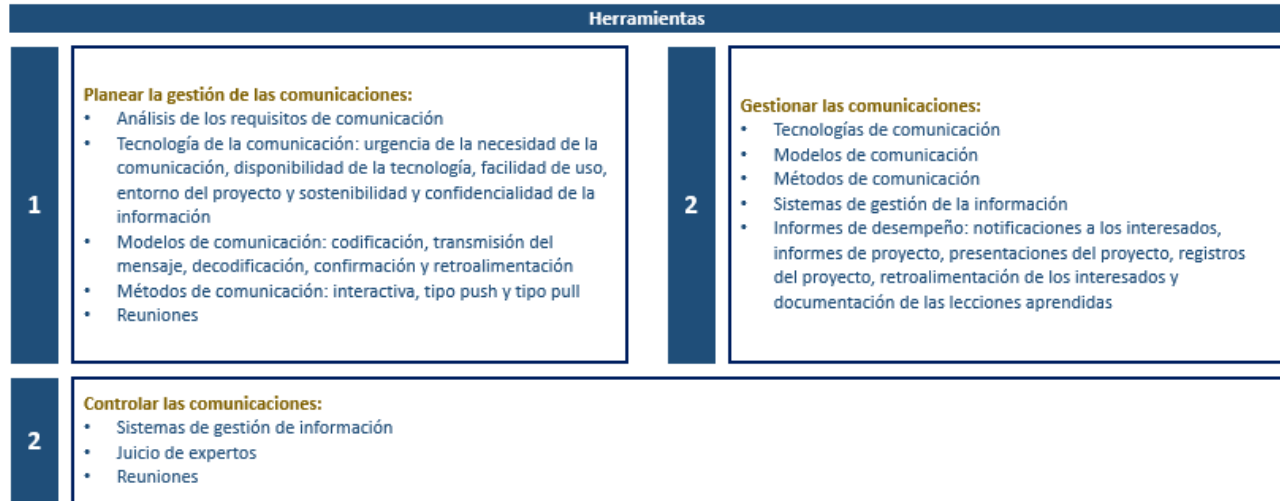 Herramientas
1
Planear la gestión de las comunicaciones:
• Análisis de los requisitos de comunicación
• Tecnología de la comunicación: urgencia de la necesidad de la
comunicación, disponibilidad de la tecnología, facilidad de uso,
entorno del proyecto y sostenibilidad y confidencialidad de la
información
• Modelos de comunicación: codificación, transmisión del
mensaje, decodificación, confirmación y retroalimentación
• Métodos de comunicación: interactiva, tipo push y tipo pull
• Reuniones
2
Gestionar las comunicaciones:
• Tecnologías de comunicación
• Modelos de comunicación
• Métodos de comunicación
• Sistemas de gestión de la información
• Informes de desempeño: notificaciones a los interesados,
informes de proyecto, presentaciones del proyecto, registros
del proyecto, retroalimentación de los interesados y
documentación de las lecciones aprendidas
2
Controlar las comunicaciones:
• Sistemas de gestión de información
• Juicio de expertos
• Reuniones